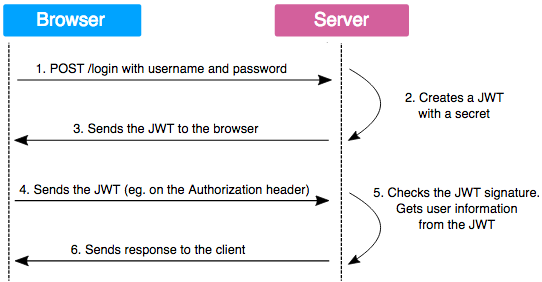 Browser
Server
1. POST /login with username and password
2. Creates a JWT
with a secret
3. Sends the JWT to the browser
4. Sends the JWT (eg. on the Authorization header)
5. Checks the JWT signature.
Gets user information
from the JWT
6. Sends response to the client